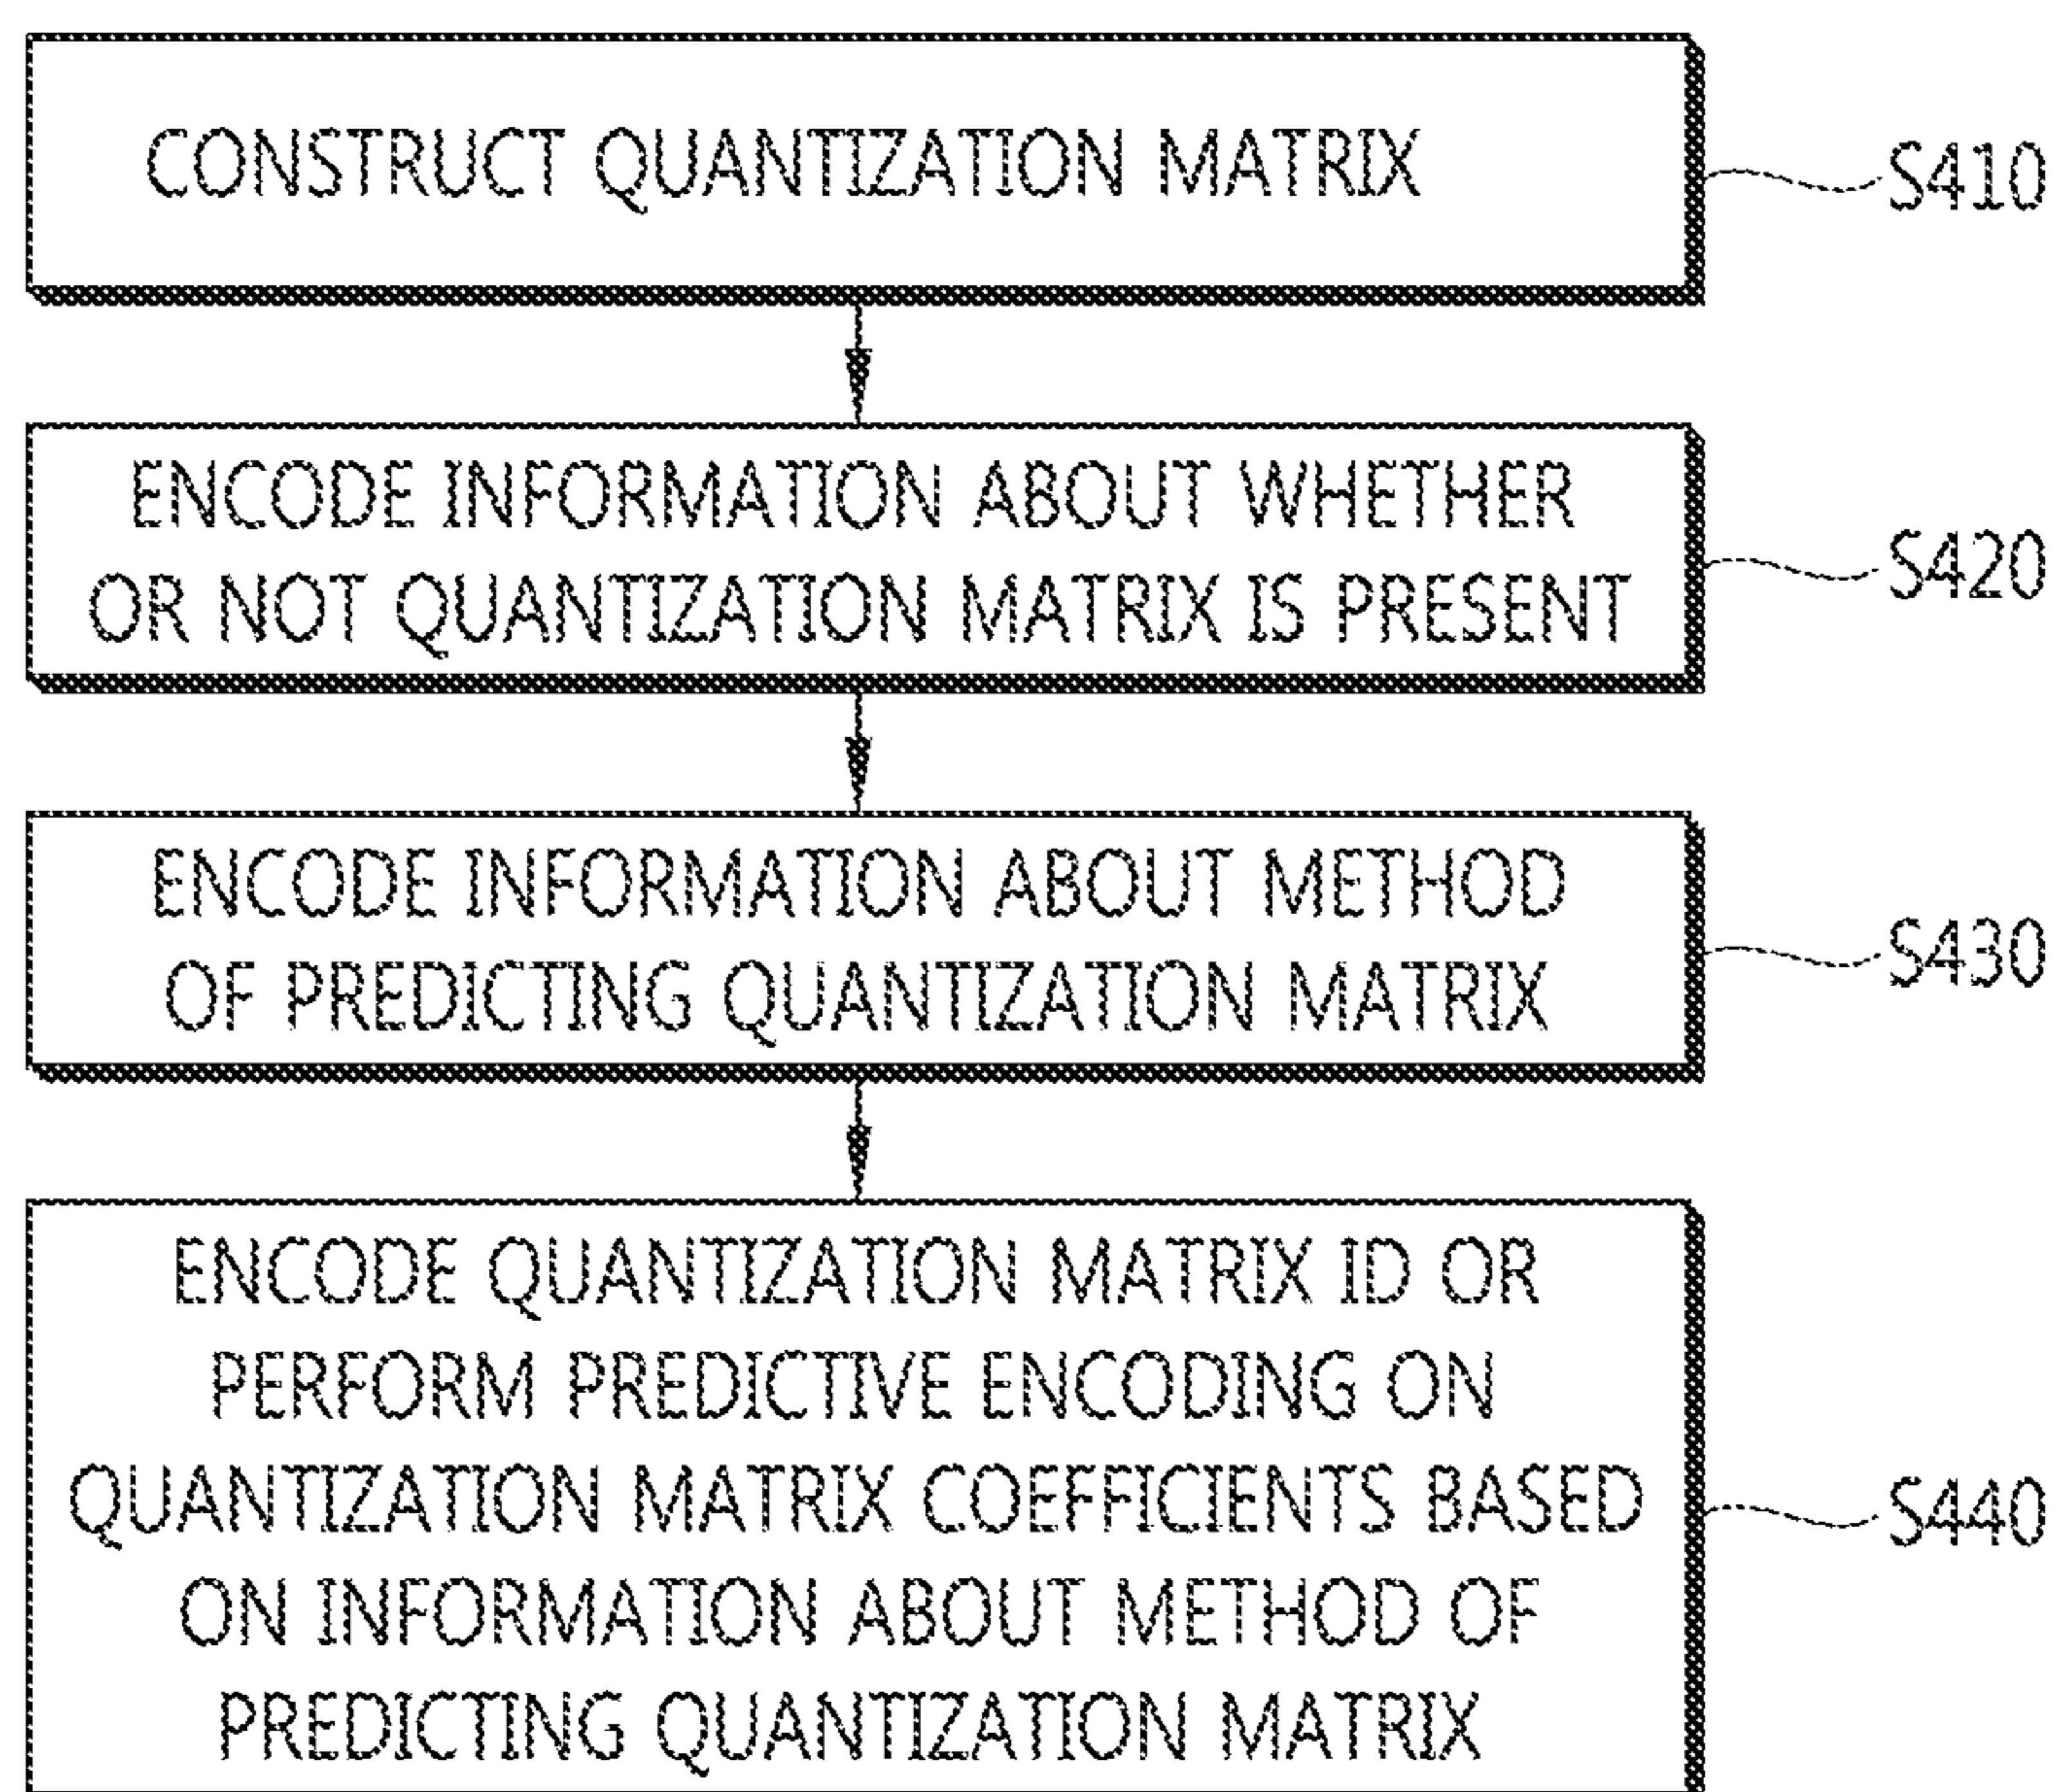 CONSTRUCT QUANTIZATION MATRIX
S410
ENCODE INFORMATION ABOUT WHETHER
OR NOT QUANTIZATION MATRIX IS PRESENT
S420
ENCODE INFORMATION ABOUT METHOD
OF PREDICTING QUANTIZATION MATRIX
S430
ENCODE QUANTIZATION MATRIX ID OR
PERFORM PREDICTIVE ENCODING ON
QUANTIZATION MATRIX COEFFICIENTS BASED
ON INFORMATION ABOUT METHOD OF
PREDICTING QUANTIZATION MATRIX
S440